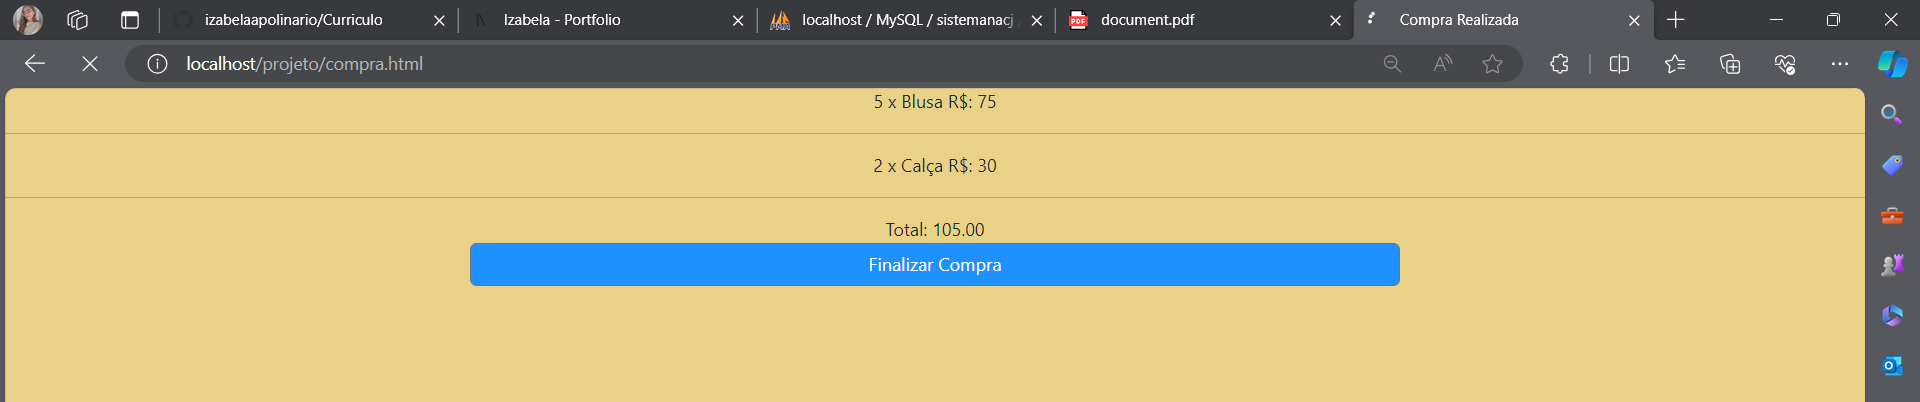 izabelaapolinario/Curriculo
Izabela - Portfolio
localhost / MySQL / sistemanacj
document.pdf
Compra Realizada
localhost/projeto/compra.html
5 x Blusa R$: 75
2 x Calça R$: 30
Total: 105.00
Finalizar Compra